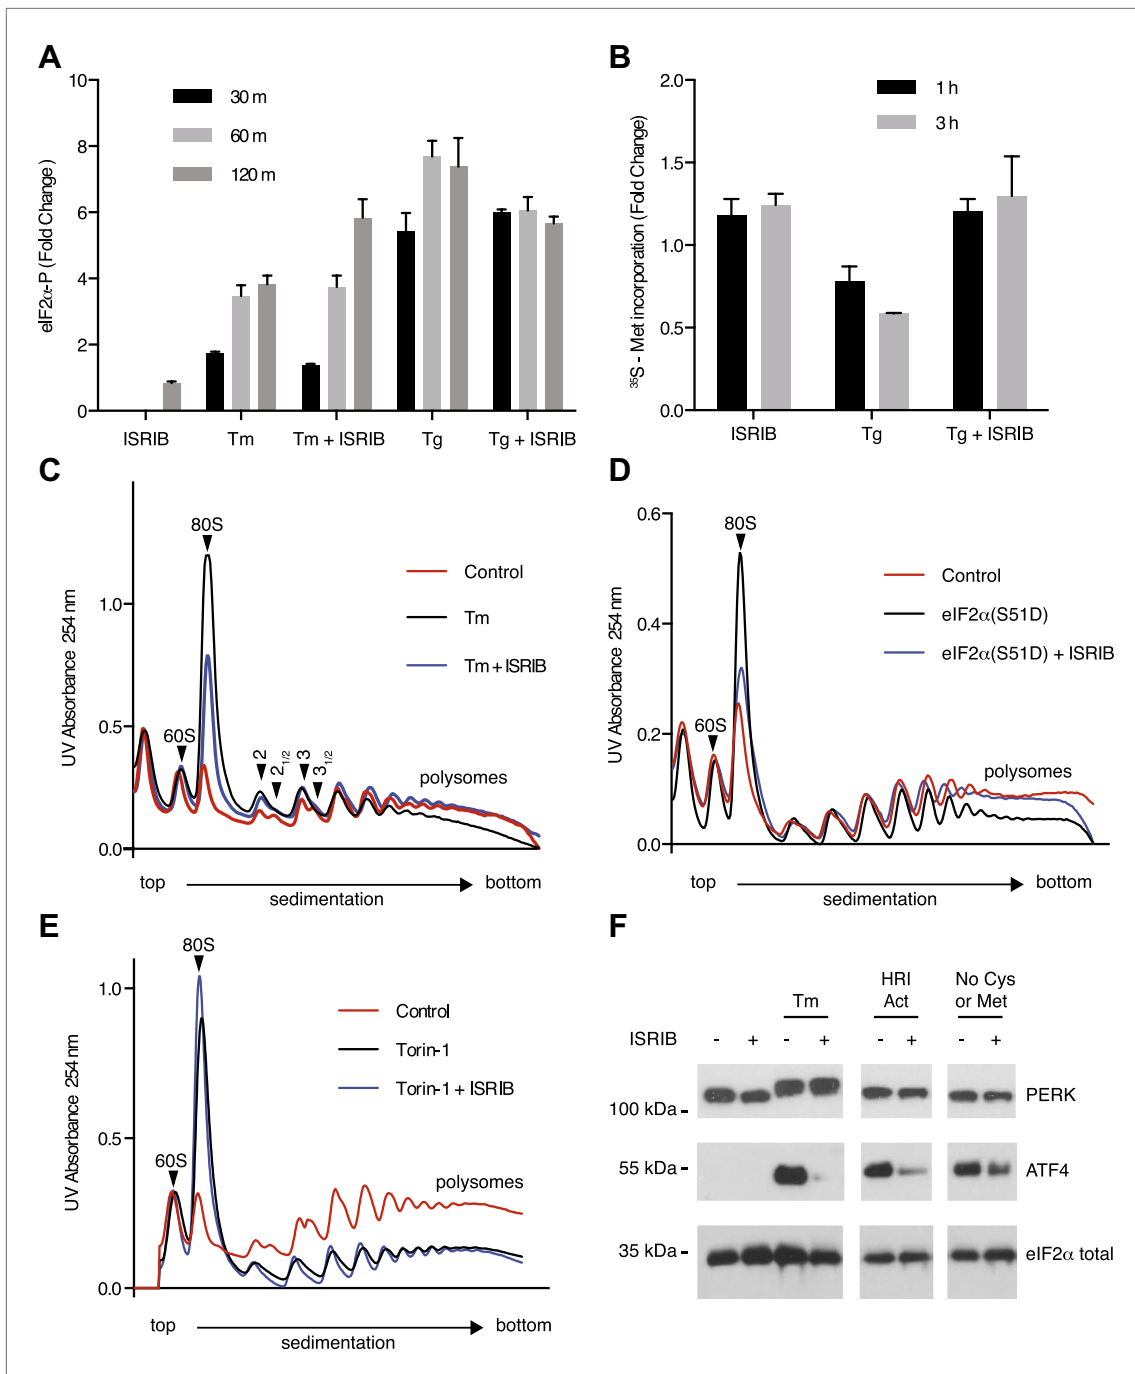 A
10
8
6
4
2
0
eIF2α-P (Fold Change)
30 m
60 m
120 m
ISRIB
Tm
Tm + ISRIB
Tg
Tg + ISRIB
B
2.0
1.5
1.0
0.5
0.0
35S - Met incorporation (Fold Change)
1 h
3 h
ISRIB
Tg
Tg + ISRIB
C
UV Absorbance 254 nm
1.0
0.5
0.0
80S
60S
2
2 1/2
3
3 1/2
Control
Tm
Tm + ISRIB
polysomes
top
sedimentation
bottom
D
UV Absorbance 254 nm
0.6
0.4
0.2
0.0
80S
60S
Control
eIF2α(S51D)
eIF2α(S51D) + ISRIB
polysomes
top
sedimentation
bottom
E
UV Absorbance 254 nm
1.0
0.5
0.0
80S
60S
Control
Torin-1
Torin-1 + ISRIB
polysomes
top
sedimentation
bottom
F
Tm
HRI
Act
No Cys
or Met
ISRIB - + - + - + - +
100 kDa
PERK
55 kDa
ATF4
35 kDa
eIF2α total